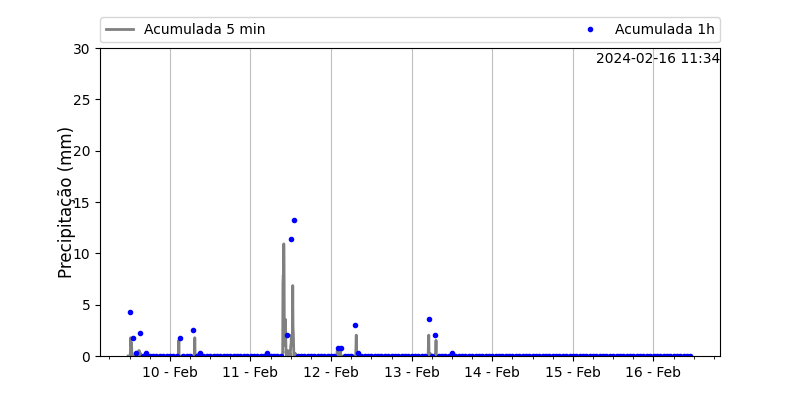 Acumulada 5 min
Acumulada 1h
2024-02-16 11:34
Precipitação (mm)
30
25
20
15
10
5
0
10 - Feb
11 - Feb
12 - Feb
13 - Feb
14 - Feb
15 - Feb
16 - Feb